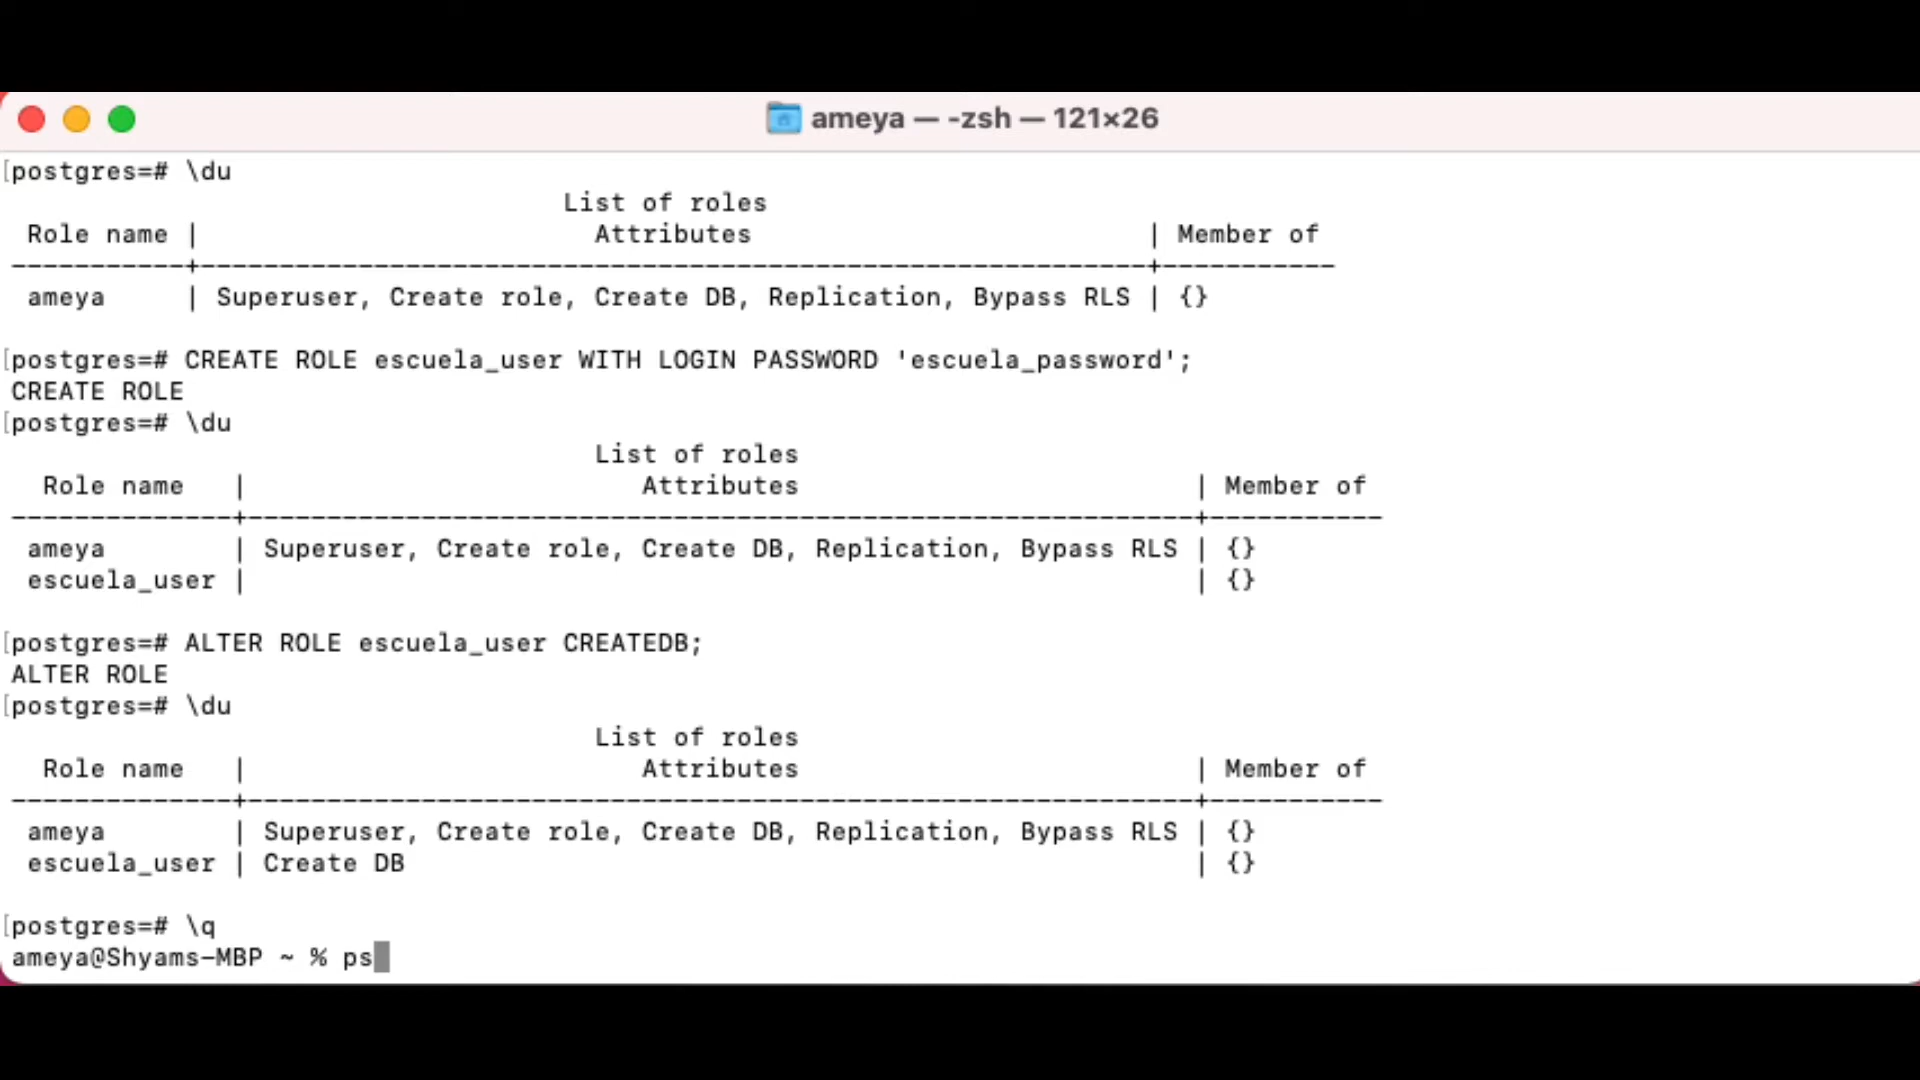 ameya — -zsh — 121×26
[postgres=# \du
List of roles
Role name | Attributes | Member of
-----------+-------------------------------------------------------------+-----------
ameya | Superuser, Create role, Create DB, Replication, Bypass RLS | {}
[postgres=# CREATE ROLE escuela_user WITH LOGIN PASSWORD 'escuela_password';
CREATE ROLE
[postgres=# \du
List of roles
Role name | Attributes | Member of
--------------+-------------------------------------------------------------+-----------
ameya | Superuser, Create role, Create DB, Replication, Bypass RLS | {}
escuela_user | | {}
[postgres=# ALTER ROLE escuela_user CREATEDB;
ALTER ROLE
[postgres=# \du
List of roles
Role name | Attributes | Member of
--------------+-------------------------------------------------------------+-----------
ameya | Superuser, Create role, Create DB, Replication, Bypass RLS | {}
escuela_user | Create DB | {}
[postgres=# \q
ameya@Shyams-MBP ~ % ps